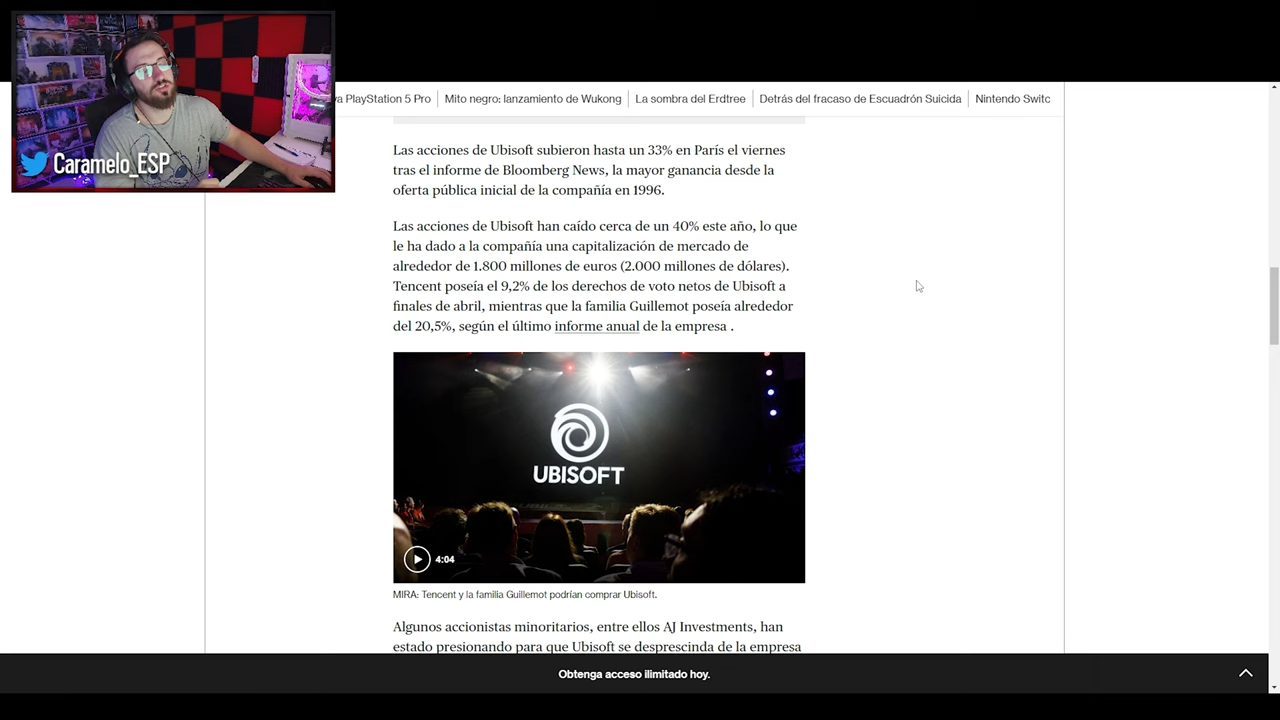 Caramelo_ESP
va PlayStation 5 Pro
Mito negro: lanzamiento de Wukong
La sombra del Erdtree
Detrás del fracaso de Escuadrón Suicida
Nintendo Switc
Las acciones de Ubisoft subieron hasta un 33% en París el viernes
tras el informe de Bloomberg News, la mayor ganancia desde la
oferta pública inicial de la compañía en 1996.
Las acciones de Ubisoft han caído cerca de un 40% este año, lo que
le ha dado a la compañía una capitalización de mercado de
alrededor de 1.800 millones de euros (2.000 millones de dólares).
Tencent poseía el 9,2% de los derechos de voto netos de Ubisoft a
finales de abril, mientras que la familia Guillemot poseía alrededor
del 20,5%, según el último informe anual de la empresa .
UBISOFT
4:04
MIRA: Tencent y la familia Guillemot podrían comprar Ubisoft.
Algunos accionistas minoritarios, entre ellos AJ Investments, han
estado presionando para que Ubisoft se desprescinda de la empresa
Obtenga acceso ilimitado hoy.